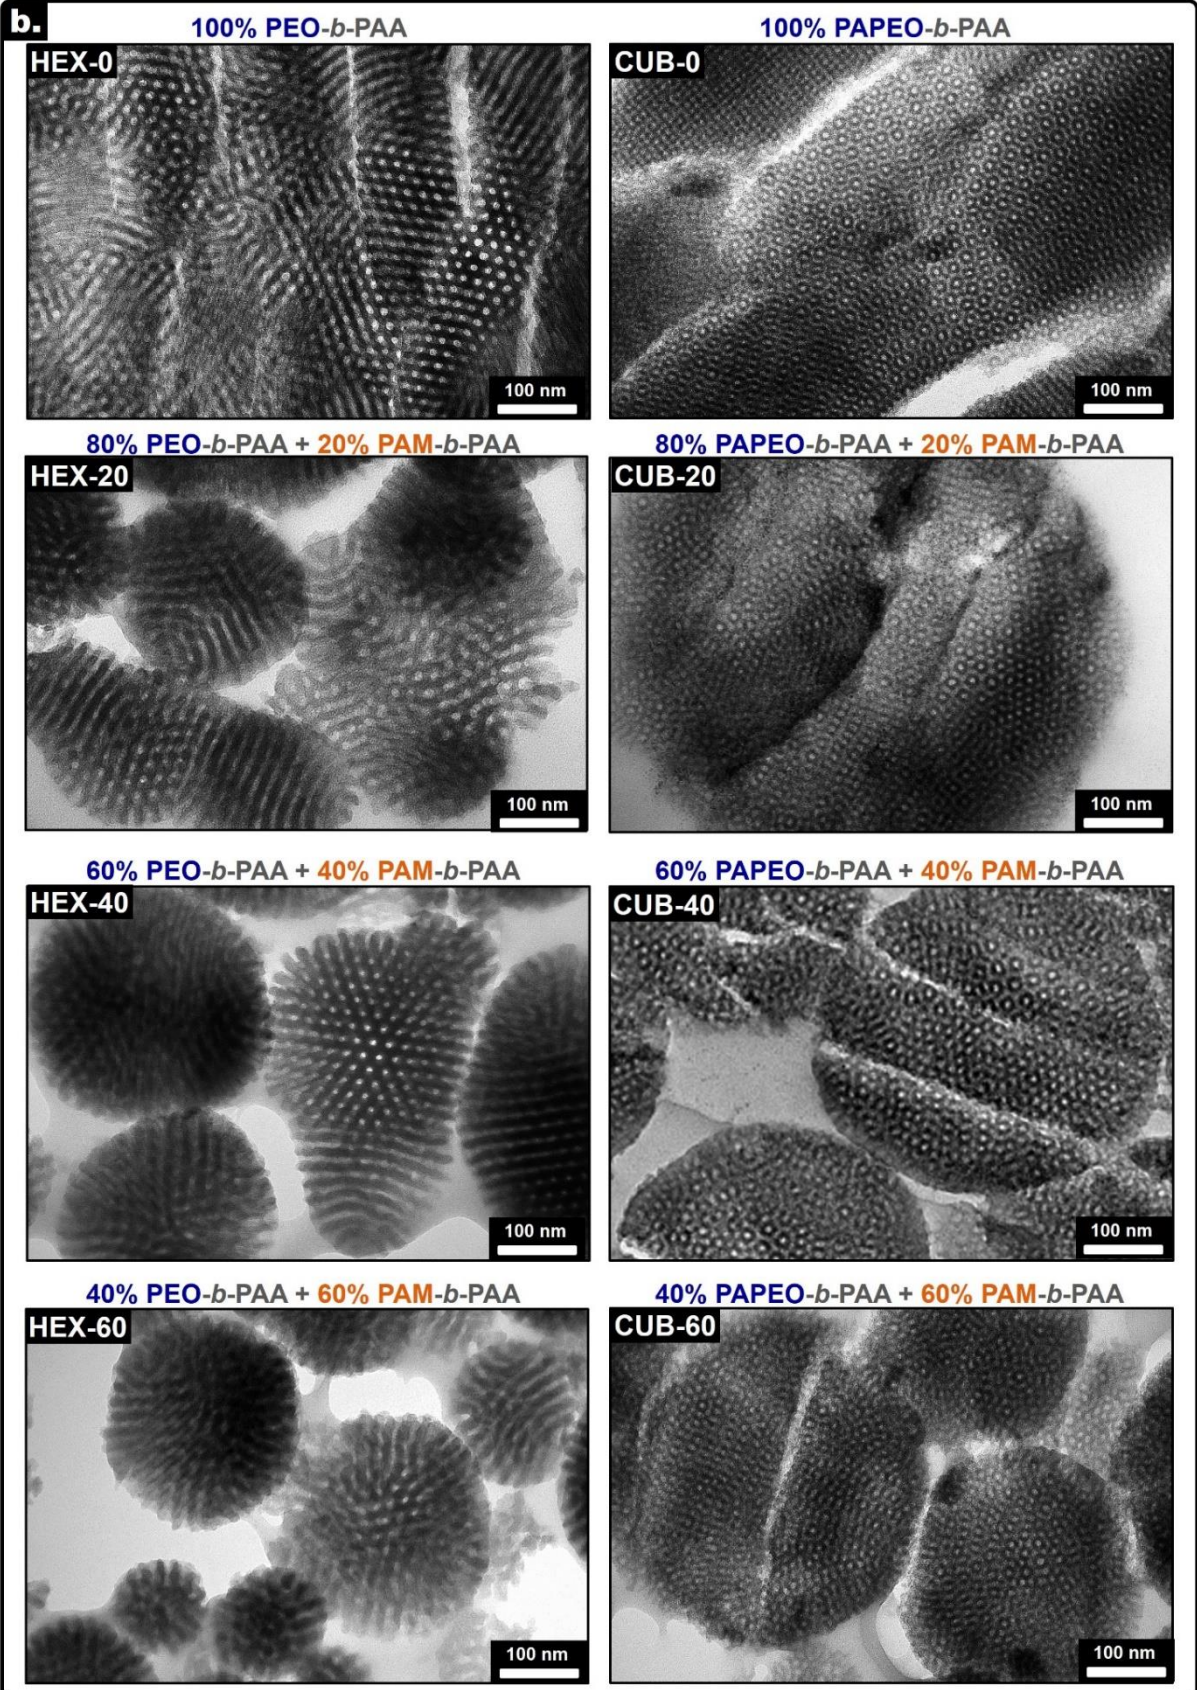 b.
100% PEO-b-PAA
100% PAPEO-b-PAA
HEX-0
CUB-0
100 nm
100 nm
80% PEO-b-PAA + 20% PAM-b-PAA
80% PAPEO-b-PAA + 20% PAM-b-PAA
HEX-20
CUB-20
100 nm
100 nm
60% PEO-b-PAA + 40% PAM-b-PAA
60% PAPEO-b-PAA + 40% PAM-b-PAA
HEX-40
CUB-40
100 nm
100 nm
40% PEO-b-PAA + 60% PAM-b-PAA
40% PAPEO-b-PAA + 60% PAM-b-PAA
HEX-60
CUB-60
100 nm
100 nm